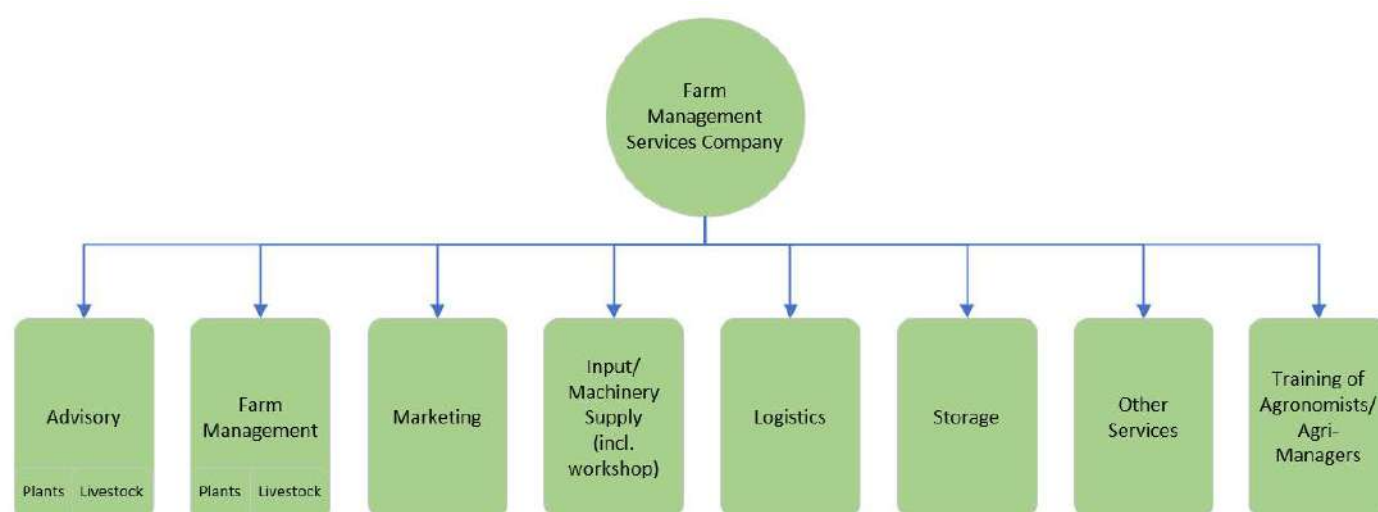 Farm
Management
Services Company
Advisory
Plants Livestock
Farm
Management
Plants Livestock
Marketing
Input/
Machinery
Supply
(incl.
workshop)
Logistics
Storage
Other
Services
Training of
Agronomists/
Agri-
Managers